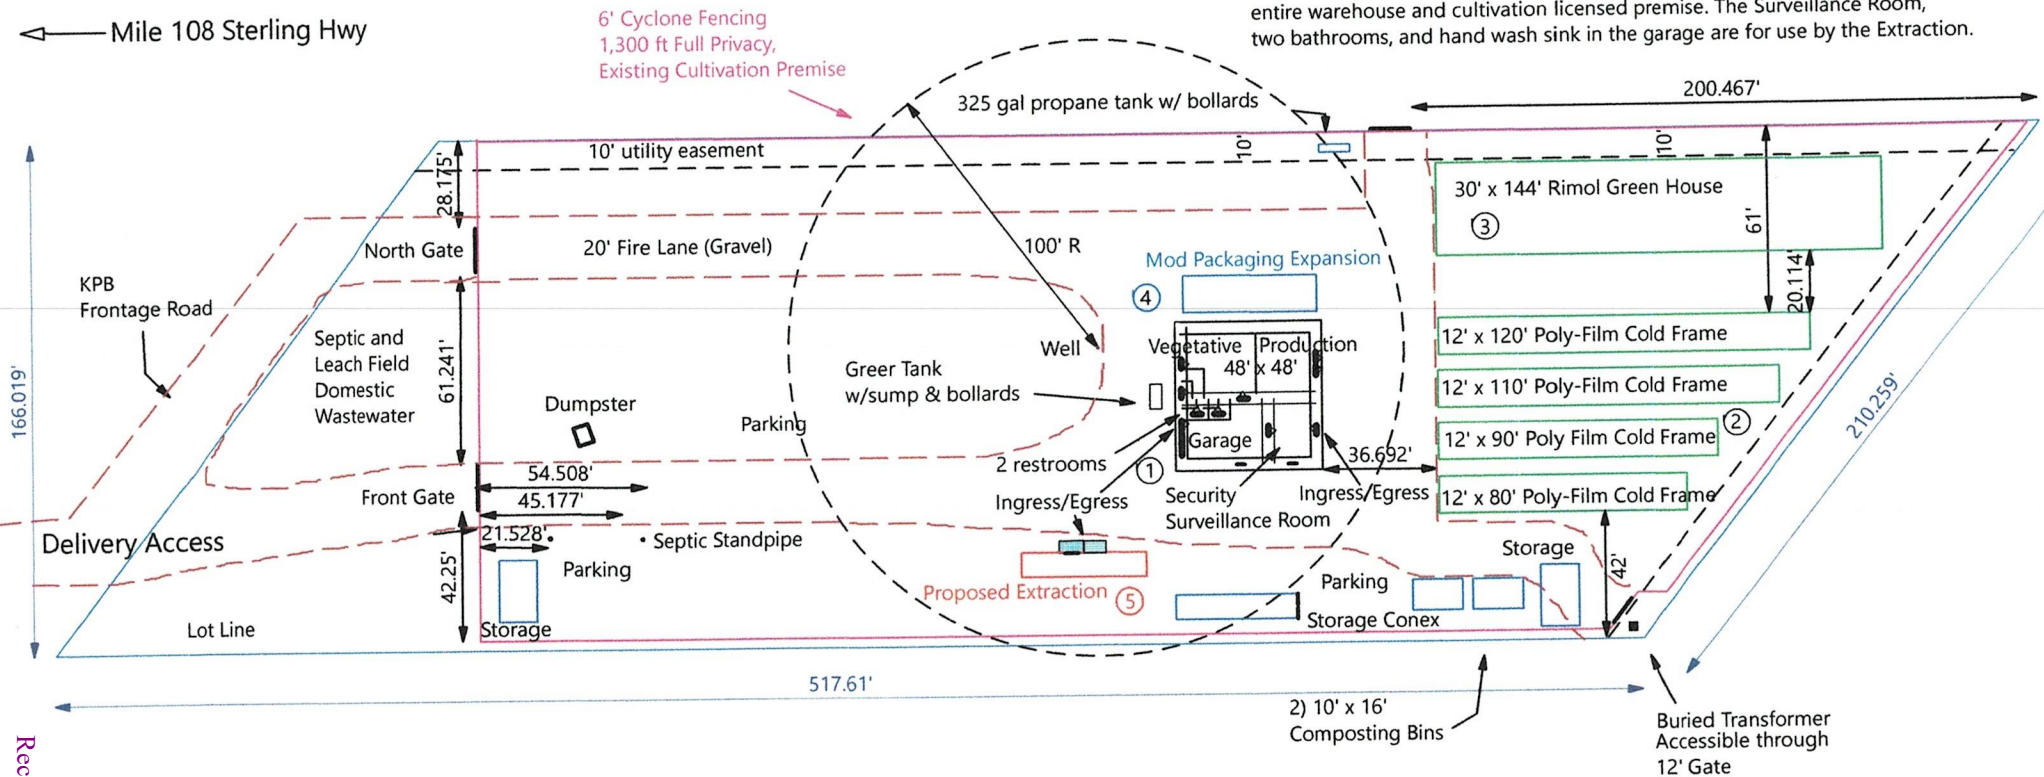 entire warehouse and cultivation licensed premise. The Surveillance Room,
two bathrooms, and hand wash sink in the garage are for use by the Extraction.
Mile 108 Sterling Hwy
6' Cyclone Fencing
1,300 ft Full Privacy,
Existing Cultivation Premise
325 gal propane tank w/ bollards
200.467'
10' utility easement
10'
10'
28.175'
30' x 144' Rimol Green House
3
61'
20.114'
North Gate
20' Fire Lane (Gravel)
100' R
Mod Packaging Expansion
4
KPB
Frontage Road
Septic and
Leach Field
Domestic
Wastewater
61.241'
166.019'
Well
Vegetative
Production
48' x 48'
12' x 120' Poly-Film Cold Frame
12' x 110' Poly-Film Cold Frame
2
12' x 90' Poly Film Cold Frame
12' x 80' Poly-Film Cold Frame
210.259'
Greer Tank
w/sump & bollards
Dumpster
Parking
Garage
2 restrooms
1
36.692'
54.508'
Front Gate
45.177'
Ingress/Egress
Security
Surveillance Room
Ingress/Egress
21.528'
Septic Standpipe
Delivery Access
42.25'
Parking
Storage
42'
Proposed Extraction
5
Parking
Lot Line
Storage
Storage Conex
517.61'
2) 10' x 16'
Composting Bins
Buried Transformer
Accessible through
12' Gate
Rec